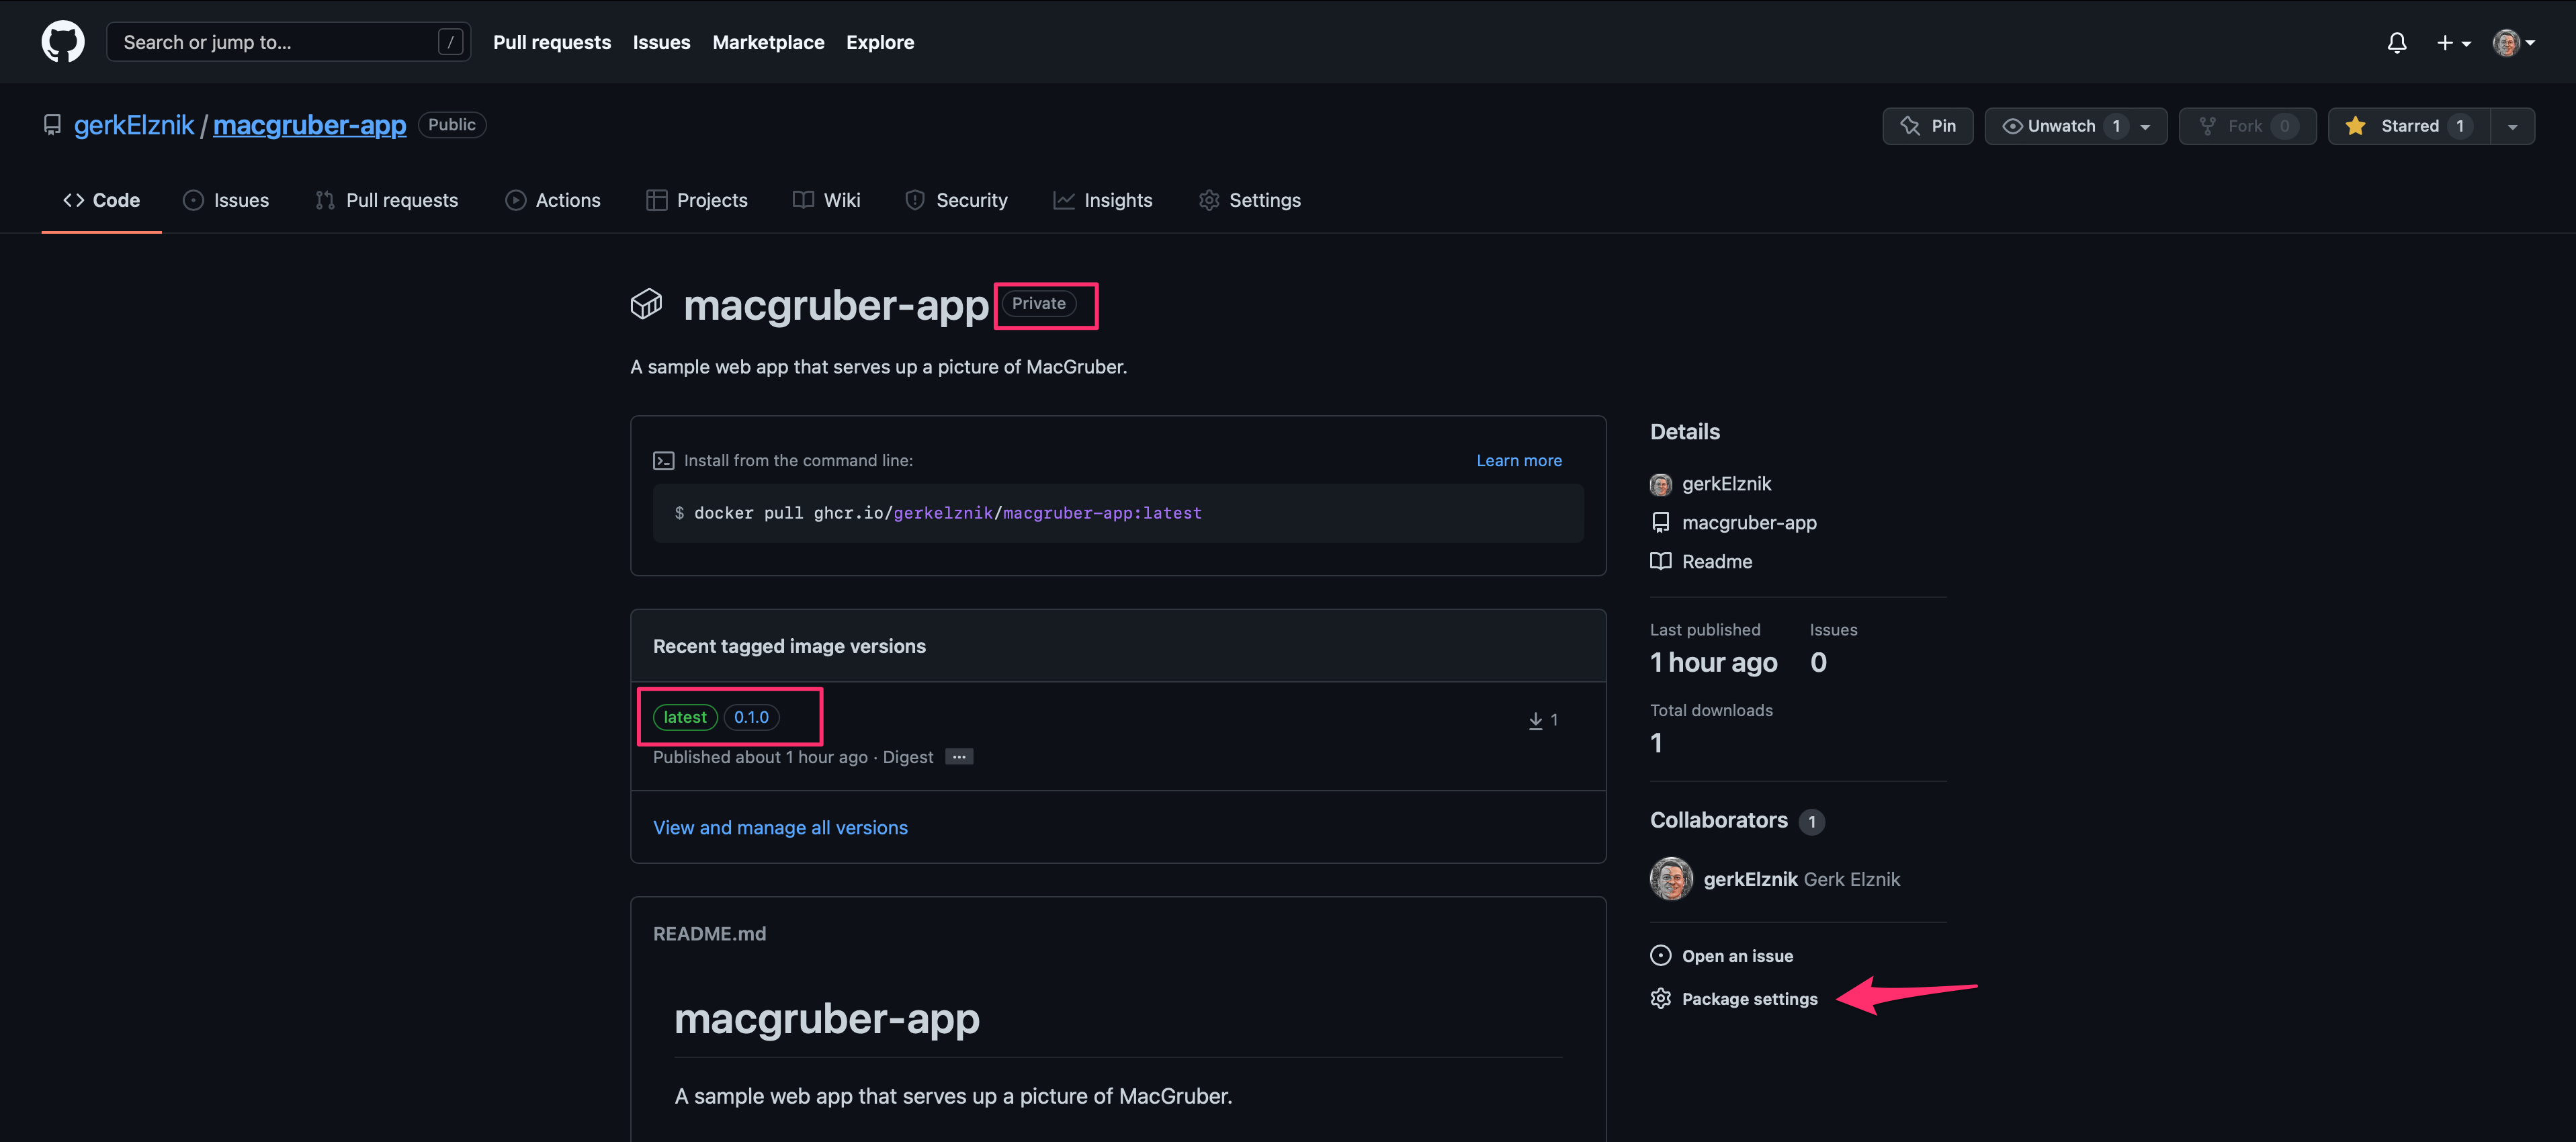 Search or jump to... / Pull requests Issues Marketplace Explore
gerkElznik / macgruber-app Public Pin Unwatch 1 Fork 0 Starred 1
Code Issues Pull requests Actions Projects Wiki Security Insights Settings
macgruber-app Private
A sample web app that serves up a picture of MacGruber.
Install from the command line: Learn more
$ docker pull ghcr.io/gerkelznik/macgruber-app:latest
Recent tagged image versions
latest 0.1.0
1
Published about 1 hour ago · Digest ...
View and manage all versions
README.md
macgruber-app
A sample web app that serves up a picture of MacGruber.
Details
gerkElznik
macgruber-app
Readme
Last published Issues
1 hour ago 0
Total downloads
1
Collaborators 1
gerkElznik Gerk Elznik
Open an issue
Package settings